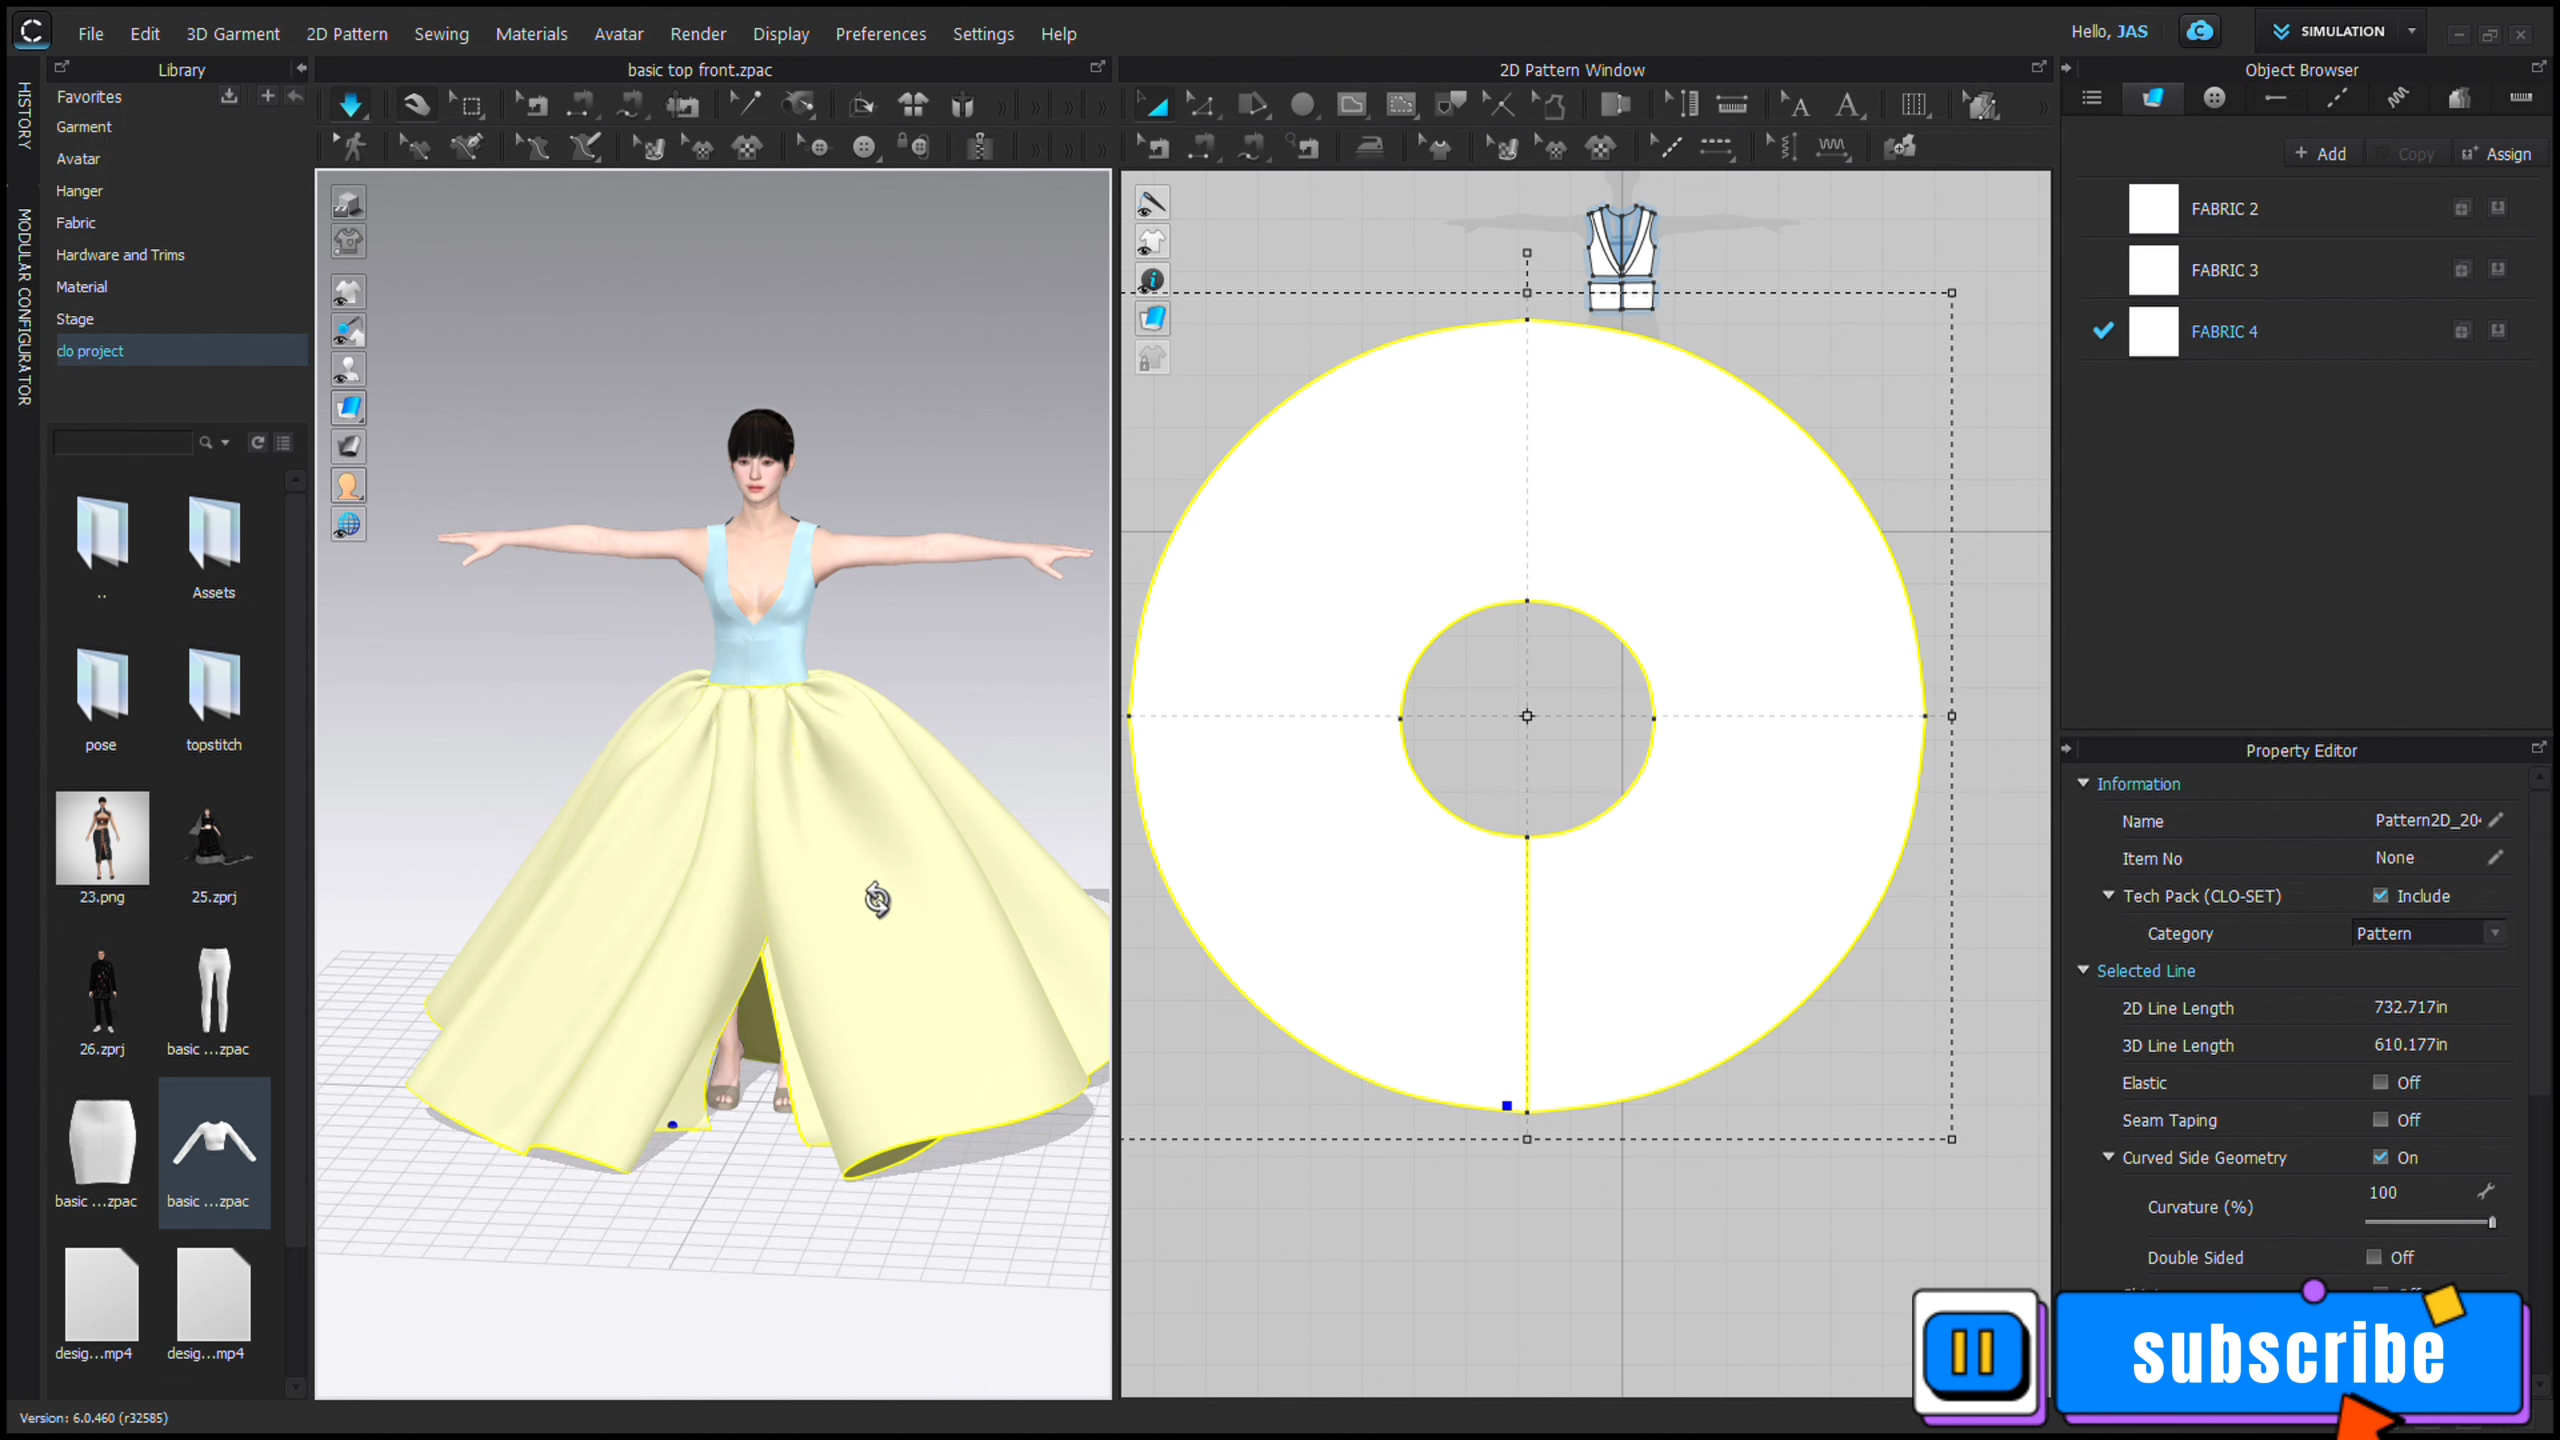 File Edit 3D Garment 2D Pattern Sewing Materials Avatar Render Display Preferences Settings Help
Hello, JAS
SIMULATION
HISTORY
MODULAR CONFIGURATOR
Library
Favorites
Garment
Avatar
Hanger
Fabric
Hardware and Trims
Material
Stage
clo project
..
Assets
pose
topstitch
23.png
25.zprj
26.zprj
basic ...zpac
basic ...zpac
basic ...zpac
desig...mp4
desig...mp4
Version: 6.0.460 (r32585)
basic top front.zpac
2D Pattern Window
Object Browser
+ Add
Copy
Assign
FABRIC 2
FABRIC 3
FABRIC 4
Property Editor
Information
Name Pattern2D_20
Item No None
Tech Pack (CLO-SET) Include
Category Pattern
Selected Line
2D Line Length 732.717in
3D Line Length 610.177in
Elastic Off
Seam Taping Off
Curved Side Geometry On
Curvature (%) 100
Double Sided Off
subscribe